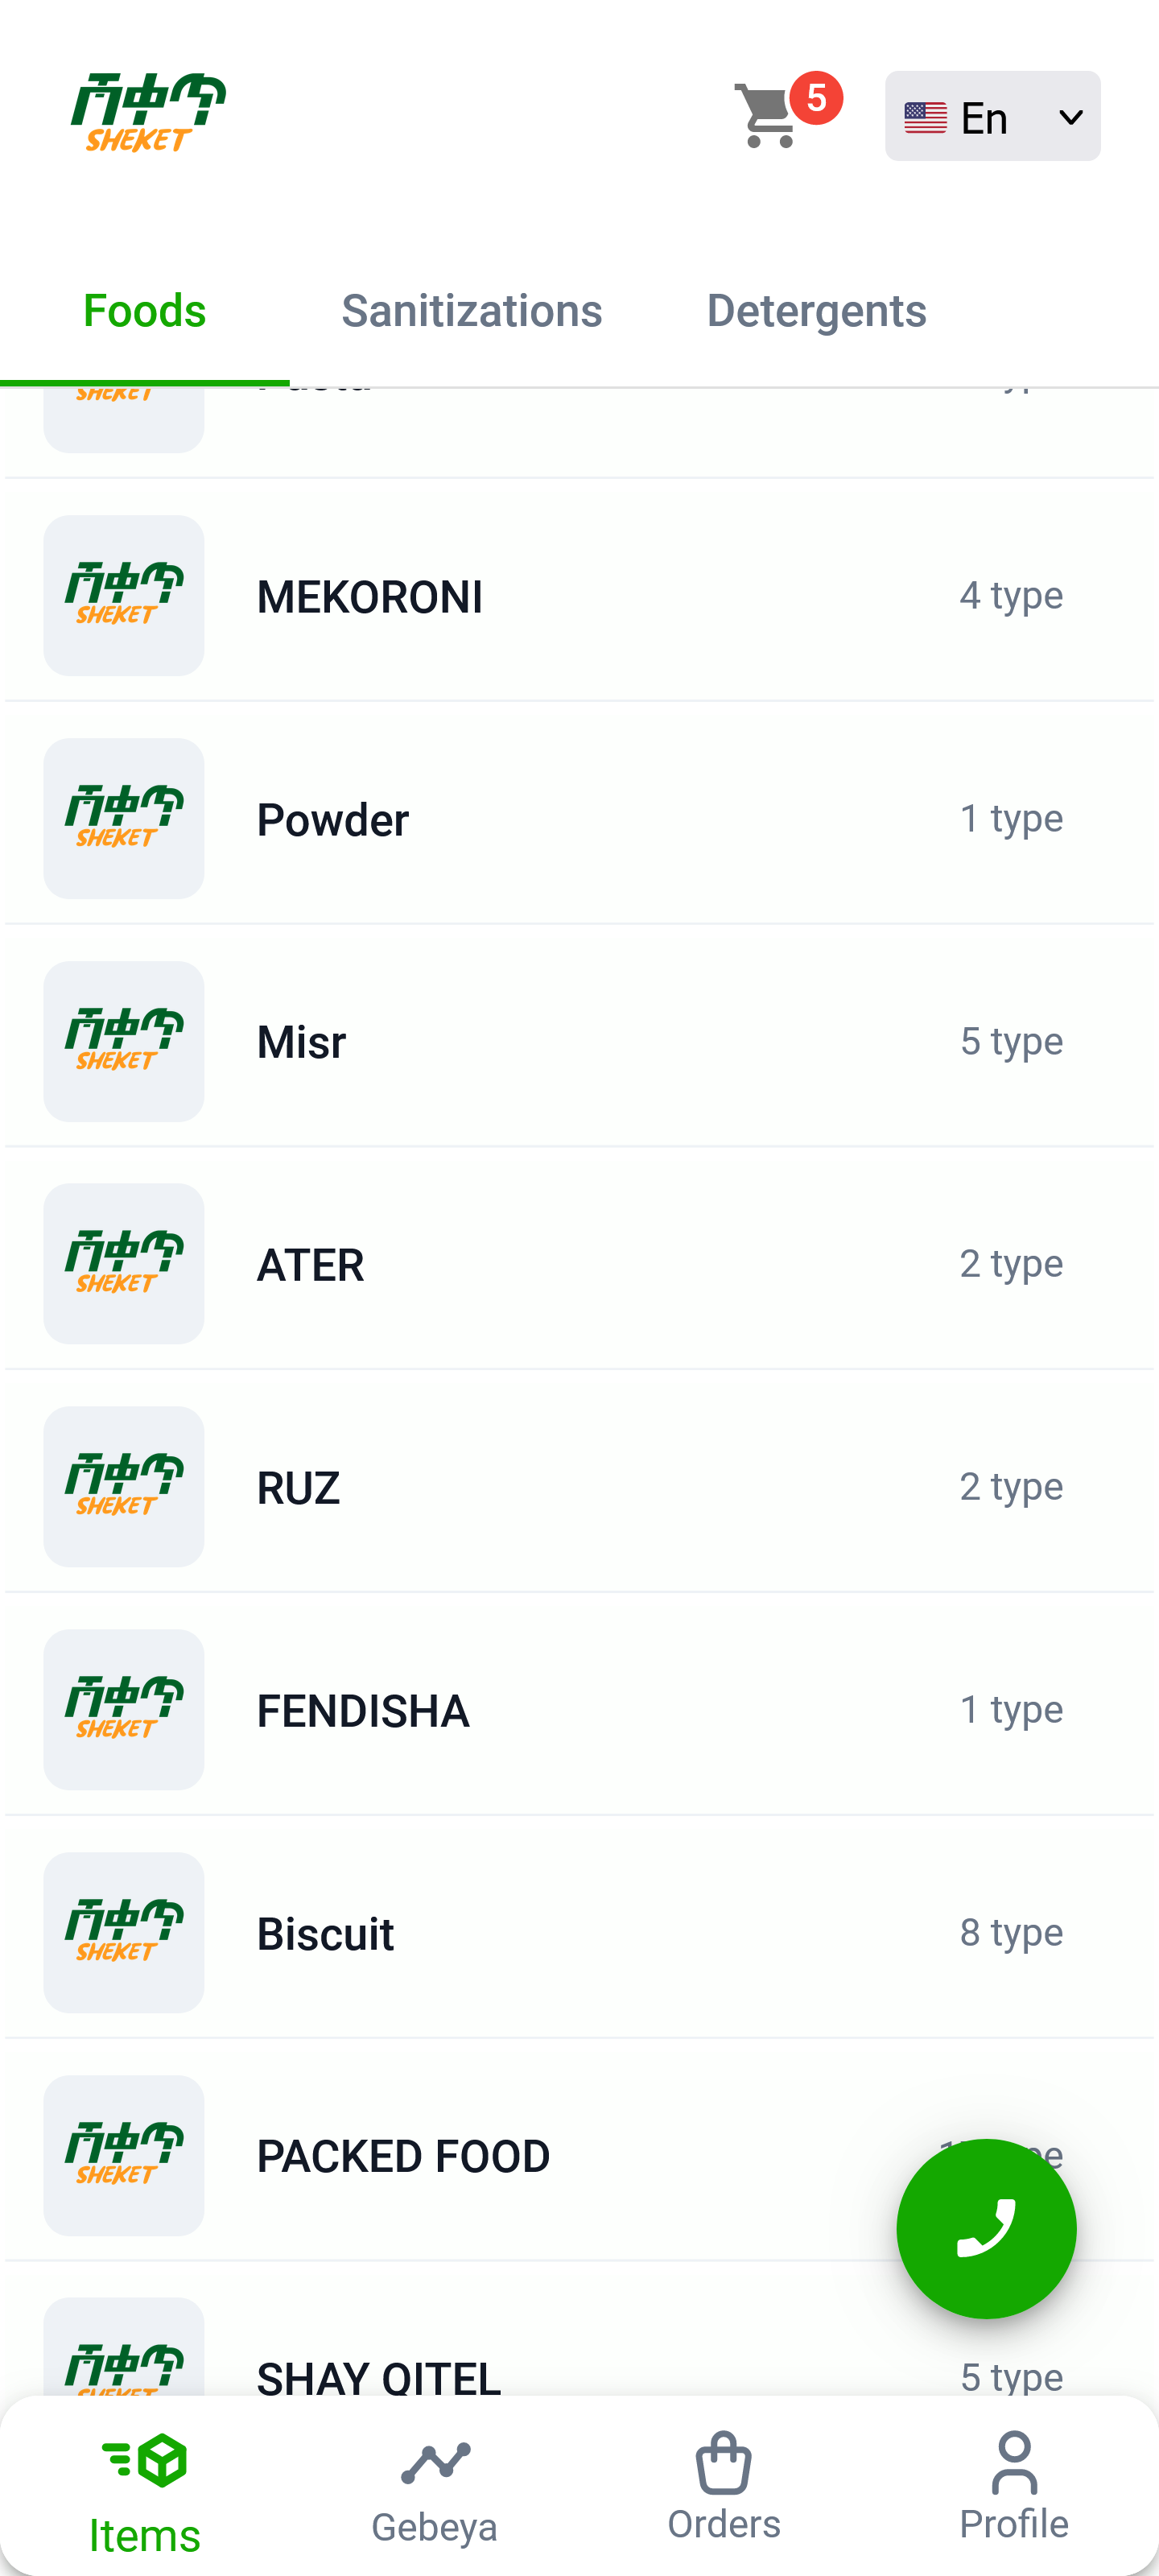 ሸቀጥ
SHEKET
5
En
Foods
Sanitizations
Detergents
SHEKET
ሸቀጥ
SHEKET
MEKORONI
4 type
ሸቀጥ
SHEKET
Powder
1 type
ሸቀጥ
SHEKET
Misr
5 type
ሸቀጥ
SHEKET
ATER
2 type
ሸቀጥ
SHEKET
RUZ
2 type
ሸቀጥ
SHEKET
FENDISHA
1 type
ሸቀጥ
SHEKET
Biscuit
8 type
ሸቀጥ
SHEKET
PACKED FOOD
ሸቀጥ
SHEKET
SHAY QITEL
5 type
Items
Gebeya
Orders
Profile